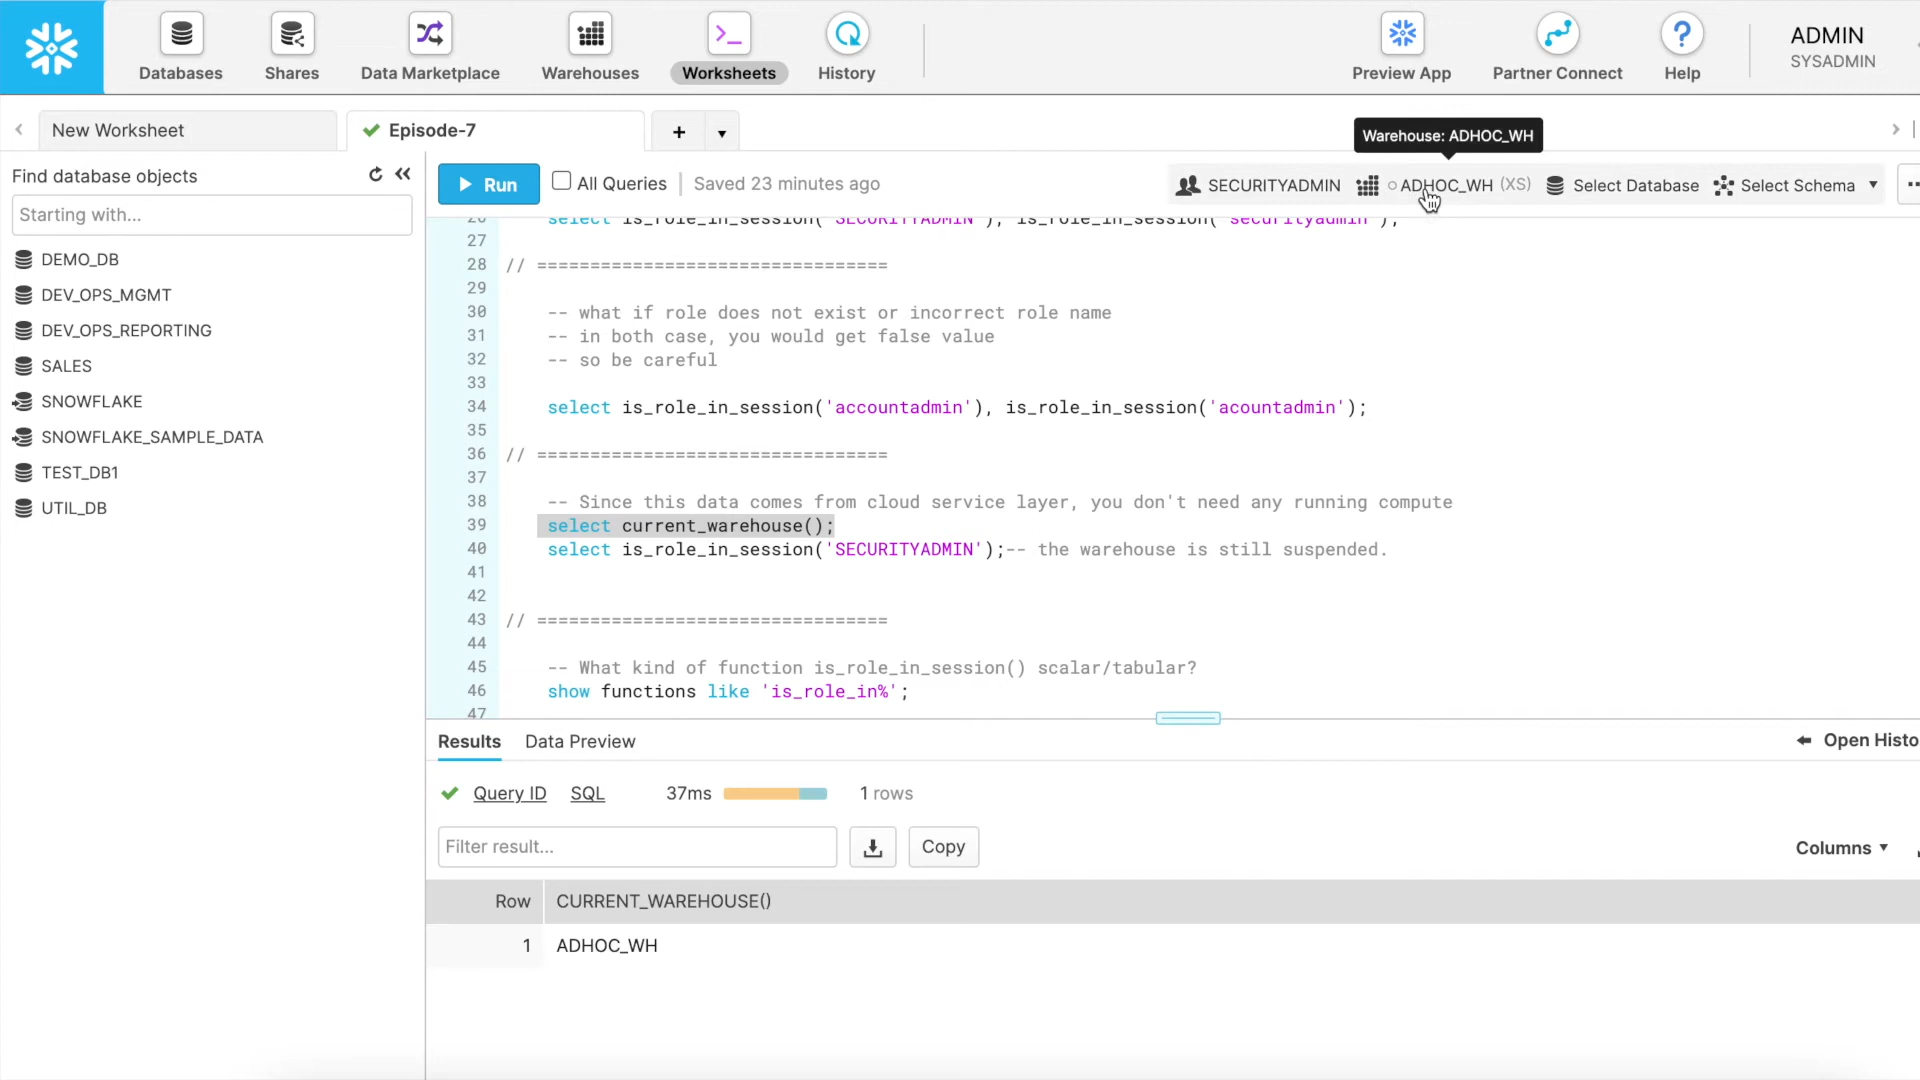 Databases
Shares
Data Marketplace
Warehouses
Worksheets
History
Preview App
Partner Connect
Help
ADMIN
SYSADMIN
New Worksheet
Episode-7
+
Warehouse: ADHOC_WH
Find database objects
Starting with...
DEMO_DB
DEV_OPS_MGMT
DEV_OPS_REPORTING
SALES
SNOWFLAKE
SNOWFLAKE_SAMPLE_DATA
TEST_DB1
UTIL_DB
Run
All Queries
Saved 23 minutes ago
SECURITYADMIN
ADHOC_WH (XS)
Select Database
Select Schema
26 select is_role_in_session('SECURITYADMIN'), is_role_in_session('securityadmin');
27
28 // =================================
29
30 -- what if role does not exist or incorrect role name
31 -- in both case, you would get false value
32 -- so be careful
33
34 select is_role_in_session('accountadmin'), is_role_in_session('acountadmin');
35
36 // =================================
37
38 -- Since this data comes from cloud service layer, you don't need any running compute
39 select current_warehouse();
40 select is_role_in_session('SECURITYADMIN');-- the warehouse is still suspended.
41
42
43 // =================================
44
45 -- What kind of function is_role_in_session() scalar/tabular?
46 show functions like 'is_role_in%';
47
Results
Data Preview
Open Histo
Query ID
SQL
37ms
1 rows
Filter result...
Copy
Columns
Row CURRENT_WAREHOUSE()
1 ADHOC_WH